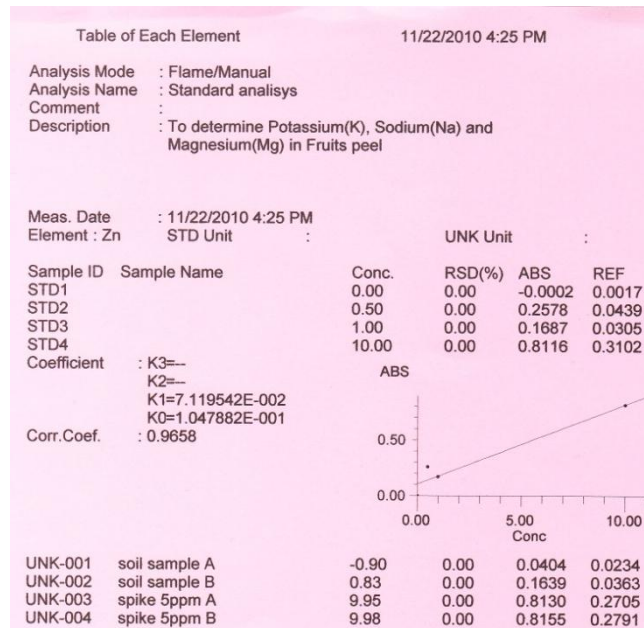 Table of Each Element 11/22/2010 4:25 PM
Analysis Mode : Flame/Manual
Analysis Name : Standard analisys
Comment :
Description : To determine Potassium(K), Sodium(Na) and
Magnesium(Mg) in Fruits peel
Meas. Date : 11/22/2010 4:25 PM
Element : Zn STD Unit : UNK Unit :
Sample ID Sample Name Conc. RSD(%) ABS REF
STD1 0.00 0.00 -0.0002 0.0017
STD2 0.50 0.00 0.2578 0.0439
STD3 1.00 0.00 0.1687 0.0305
STD4 10.00 0.00 0.8116 0.3102
Coefficient : K3=--
K2=--
K1=7.119542E-002
K0=1.047882E-001
Corr.Coef. : 0.9658
ABS
0.50
0.00
0.00 5.00 10.00
Conc
UNK-001 soil sample A -0.90 0.00 0.0404 0.0234
UNK-002 soil sample B 0.83 0.00 0.1639 0.0363
UNK-003 spike 5ppm A 9.95 0.00 0.8130 0.2705
UNK-004 spike 5ppm B 9.98 0.00 0.8155 0.2791